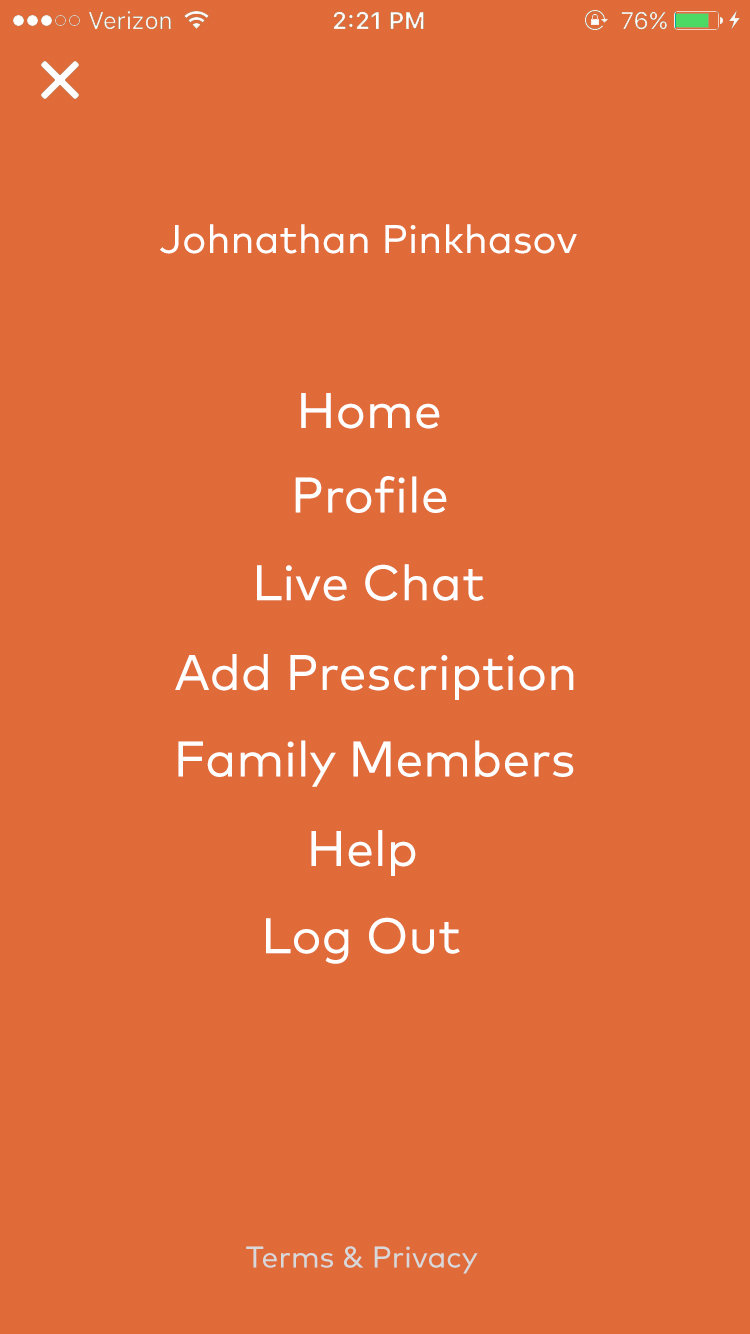 Verizon 2:21 PM 76%
Johnathan Pinkhasov
Home
Profile
Live Chat
Add Prescription
Family Members
Help
Log Out
Terms & Privacy